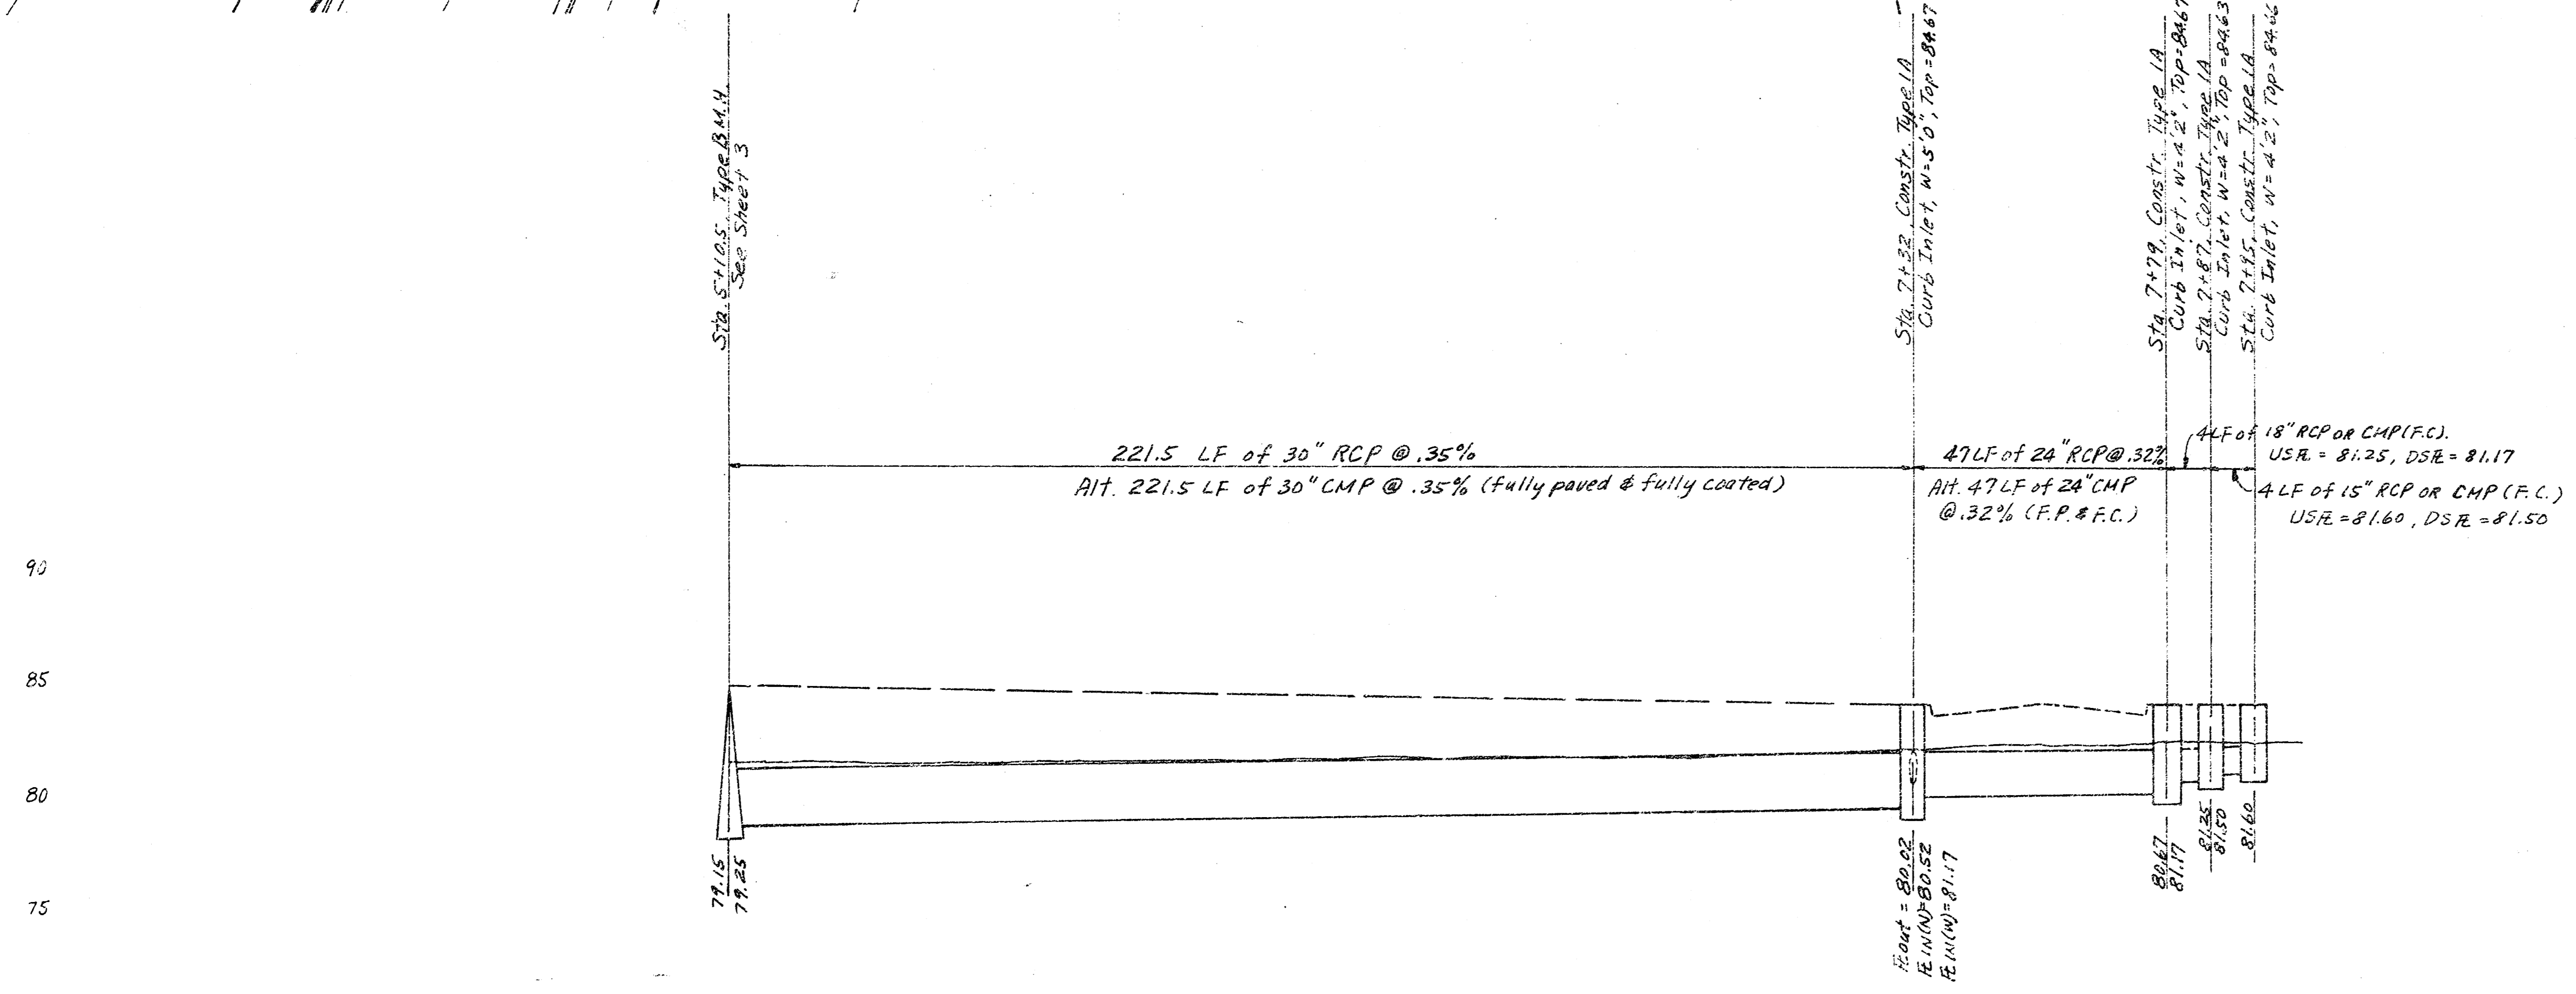 Sta. 5+10.5, Type B M.H.
See Sheet 3
Sta. 7+32, Constr. Type 1A
Curb Inlet, W=5'0", Top=84.67
Sta. 7+79, Constr. Type 1A
Curb Inlet, W=4'2", Top=84.67
Sta. 7+87, Constr. Type 1A
Curb Inlet, W=4'2", Top=84.63
Sta. 7+95, Constr. Type 1A
Curb Inlet, W=4'2", Top=84.66
221.5 LF of 30" RCP @ .35%
Alt. 221.5 LF of 30" CMP @ .35% (fully paved & fully coated)
47 LF of 24" RCP @ .32%
Alt. 47 LF of 24" CMP
@ .32% (F.P. & F.C.)
4 LF of 18" RCP OR CMP (F.C).
USFL = 81.25, DSFL = 81.17
4 LF of 15" RCP OR CMP (F.C.)
USFL = 81.60, DSFL = 81.50
90
85
80
75
79.15
79.25
FLout = 80.02
FL IN(N)=80.52
FL IN(W)=81.17
80.67
81.17
81.25
81.50
81.60